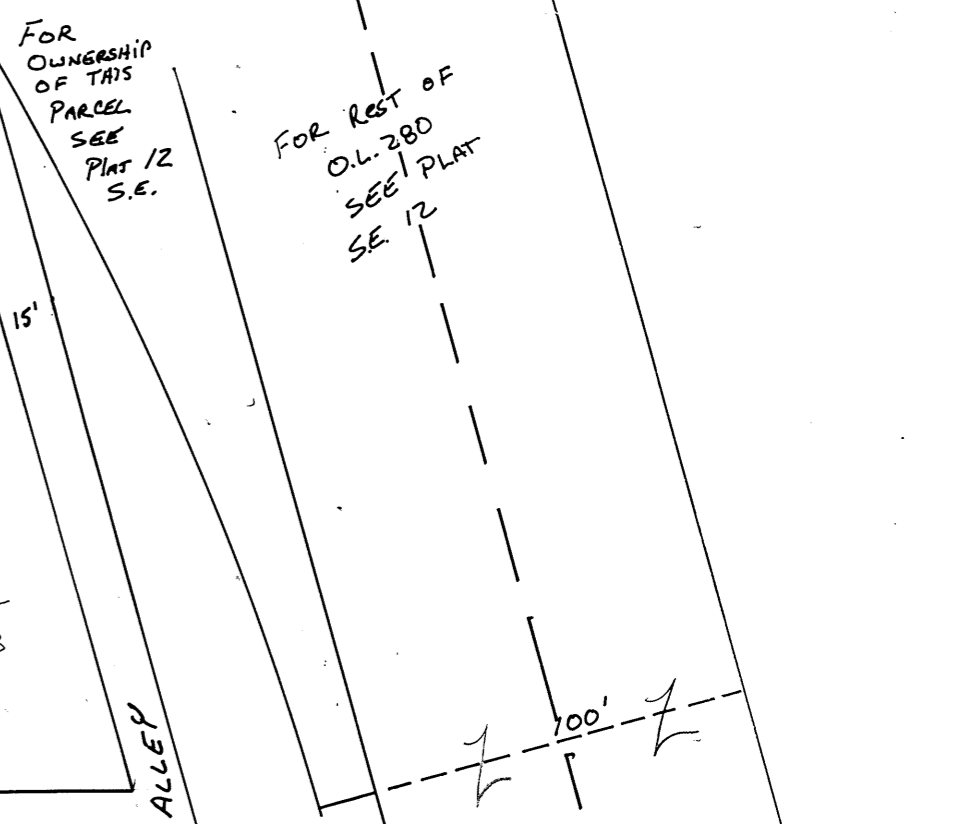 FOR
OWNERSHIP
OF THIS
PARCEL
SEE
PLAT 12
S.E.
FOR REST OF
O.L. 280
SEE PLAT
S.E. 12
15'
100'
ALLEY